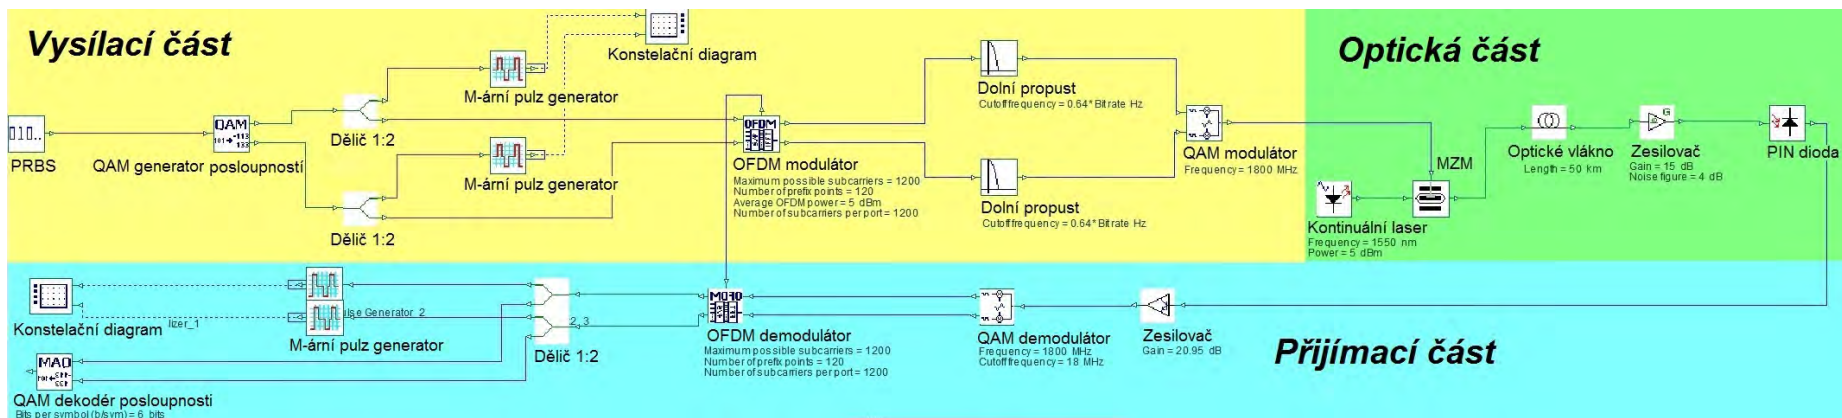 Vysílací část
Optická část
Konstelační diagram
M-ární pulz generator
Dělič 1:2
PRBS
QAM generator posloupností
M-ární pulz generator
Dělič 1:2
OFDM modulátor
Maximum possible subcarriers = 1200
Number of prefix points = 120
Average OFDM power = 5 dBm
Number of subcarriers per port = 1200
Dolní propust
Cutoff frequency = 0.64* Bitrate Hz
Dolní propust
Cutoff frequency = 0.64* Bitrate Hz
QAM modulátor
Frequency = 1800 MHz
MZM
Kontinuální laser
Frequency = 1550 nm
Power = 5 dBm
Optické vlákno
Length = 50 km
Zesilovač
Gain = 15 dB
Noise figure = 4 dB
PIN dioda
Konstelační diagram
lizer_1
ulse Generator_2
M-ární pulz generator
2_3
Dělič 1:2
OFDM demodulátor
Maximum possible subcarriers = 1200
Number of prefix points = 120
Number of subcarriers per port = 1200
QAM demodulátor
Frequency = 1800 MHz
Cutoff frequency = 18 MHz
Zesilovač
Gain = 20.95 dB
Přijímací část
QAM dekodér posloupnosti
Bits per symbol (b/sym) = 6 bits